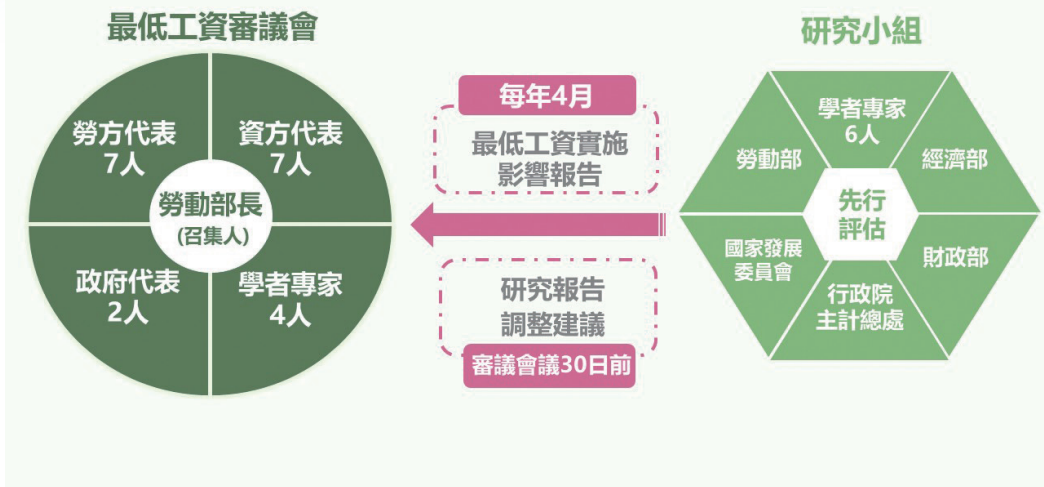 最低工資審議會
勞方代表
7人
資方代表
7人
勞動部長
(召集人)
政府代表
2人
學者專家
4人
每年4月
最低工資實施
影響報告
研究報告
調整建議
審議會議30日前
研究小組
學者專家
6人
勞動部
經濟部
先行
評估
國家發展
委員會
財政部
行政院
主計總處